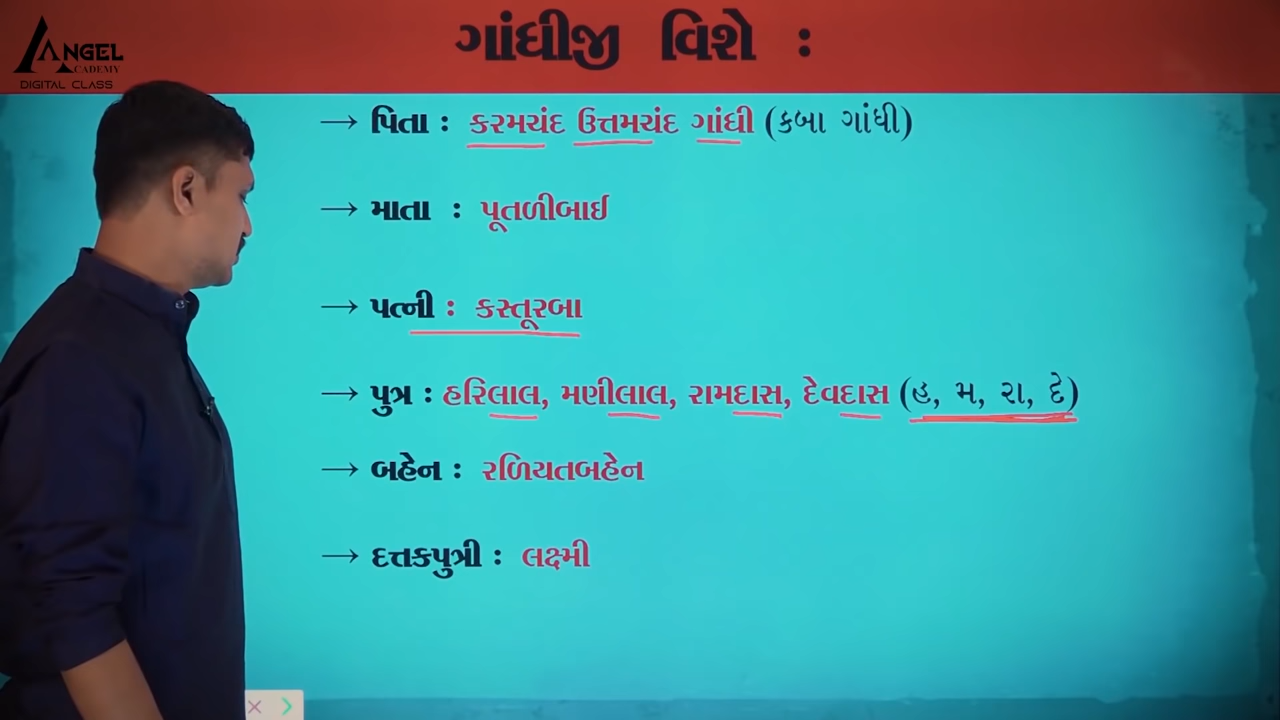 ANGEL
ACADEMY
DIGITAL CLASS
ગાંધીજી વિશે :
→ પિતા : કરમચંદ ઉત્તમચંદ ગાંધી (કબા ગાંધી)
→ માતા : પૂતળીબાઈ
→ પત્ની : કસ્તૂરબા
→ પુત્ર : હરિલાલ, મણીલાલ, રામદાસ, દેવદાસ (હ, મ, રા, દે)
→ બહેન : રળિયતબહેન
→ દત્તકપુત્રી : લક્ષ્મી